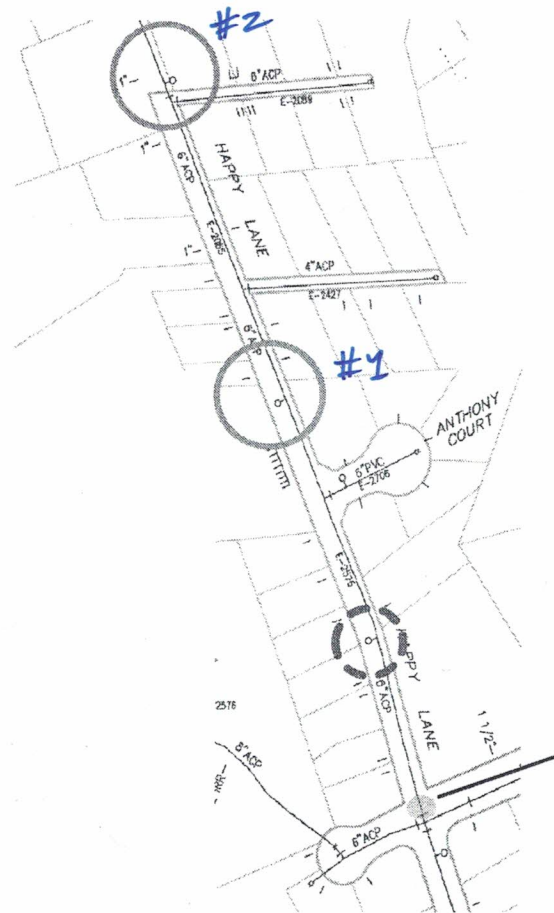 #2
1"
6"ACP
E-2089
6"ACP
1"
HAPPY
LANE
E-2085
1"
4"ACP
E-2427
6"ACP
#1
ANTHONY
COURT
6"PVC
E-2706
E-2575
HAPPY
LANE
6"ACP
2576
1 1/2"
8"ACP
6"ACP